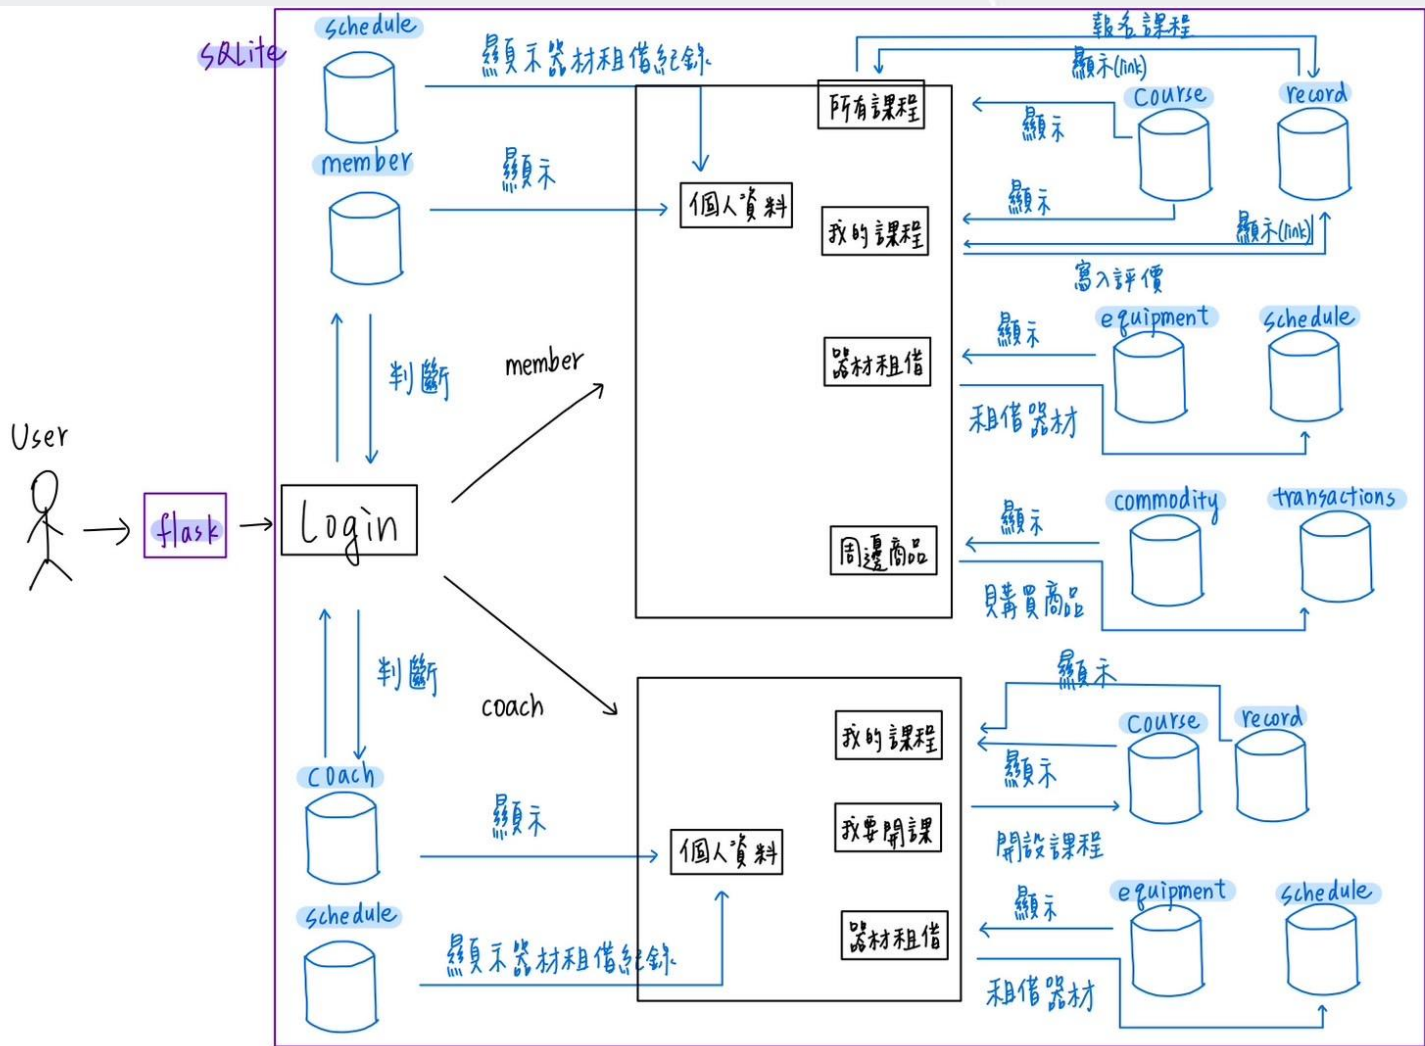 SQLite
schedule
顯示器材租借紀錄
member
顯示
判斷
User
flask
Login
member
coach
判斷
coach
顯示
schedule
顯示器材租借紀錄
所有課程
個人資料
我的課程
器材租借
周邊商品
報名課程
顯示(link)
course
record
顯示
顯示
顯示(link)
寫入評價
equipment
schedule
顯示
租借器材
commodity
transactions
顯示
購買商品
我的課程
我要開課
個人資料
器材租借
顯示
course
record
顯示
開設課程
equipment
schedule
顯示
租借器材